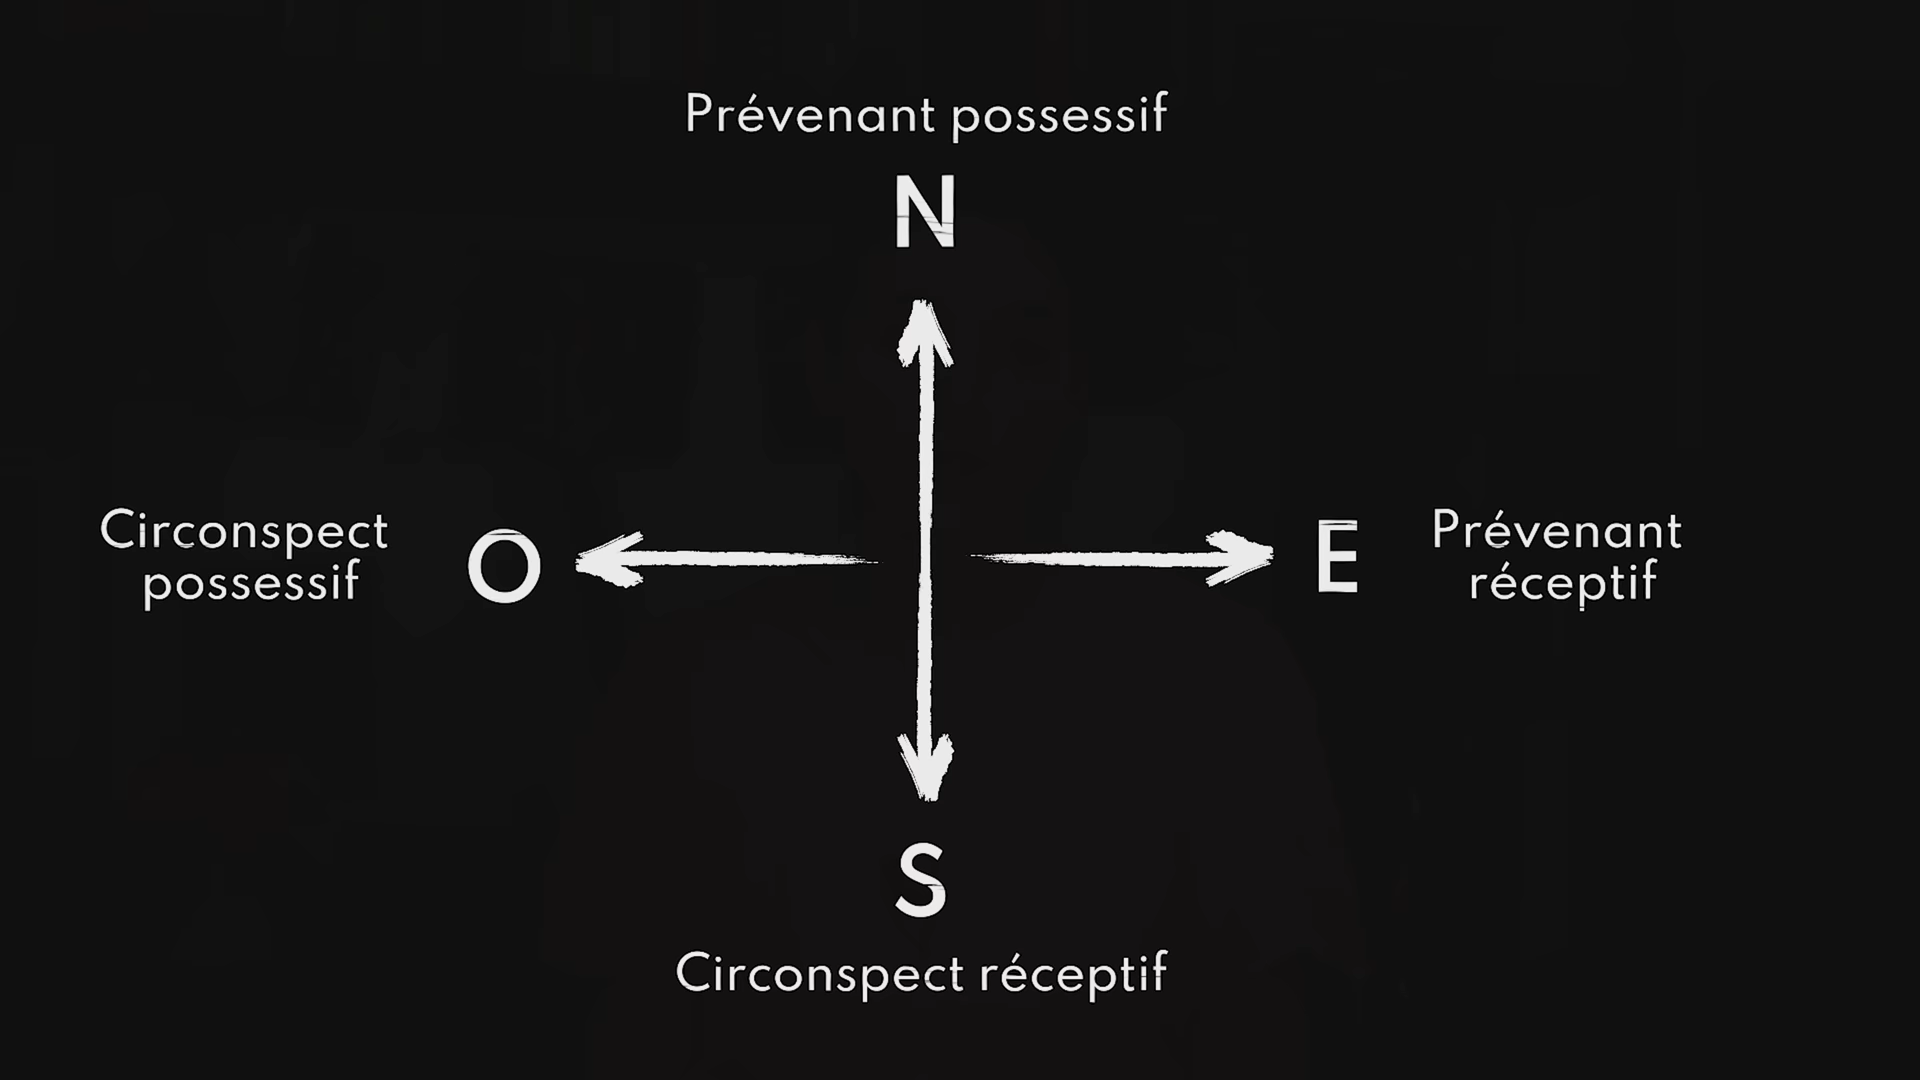 Prévenant possessif
N
Circonspect
possessif
O
E
Prévenant
réceptif
S
Circonspect réceptif